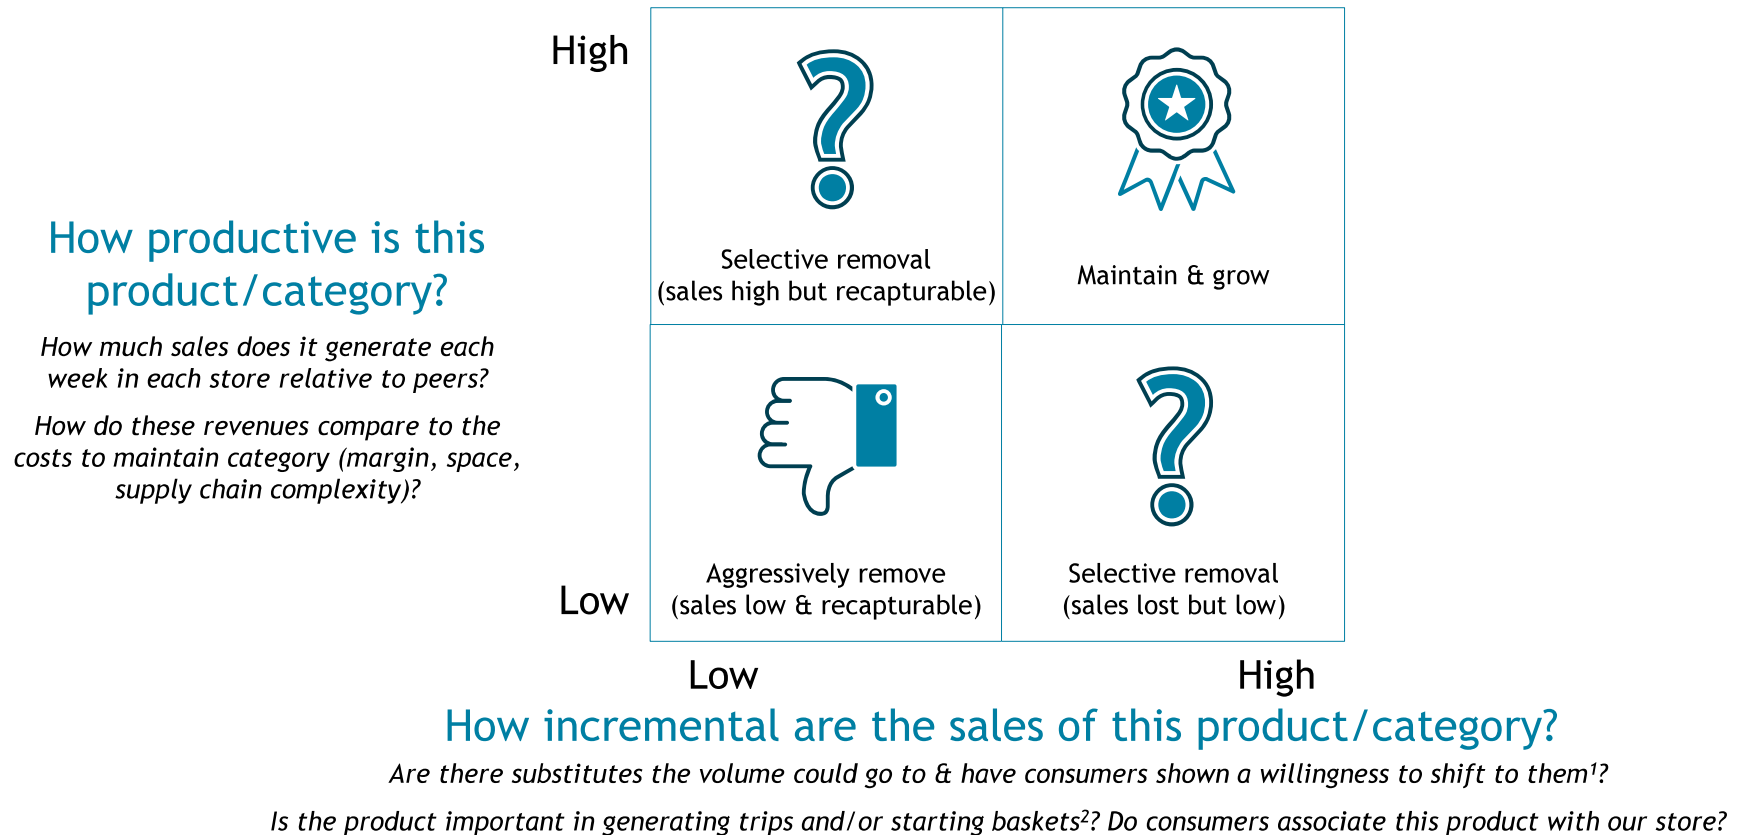 High
Selective removal
(sales high but recapturable)
Maintain & grow
How productive is this
product/category?
How much sales does it generate each
week in each store relative to peers?
How do these revenues compare to the
costs to maintain category (margin, space,
supply chain complexity)?
Aggressively remove
(sales low & recapturable)
Selective removal
(sales lost but low)
Low
Low
High
How incremental are the sales of this product/category?
Are there substitutes the volume could go to & have consumers shown a willingness to shift to them¹?
Is the product important in generating trips and/or starting baskets²? Do consumers associate this product with our store?